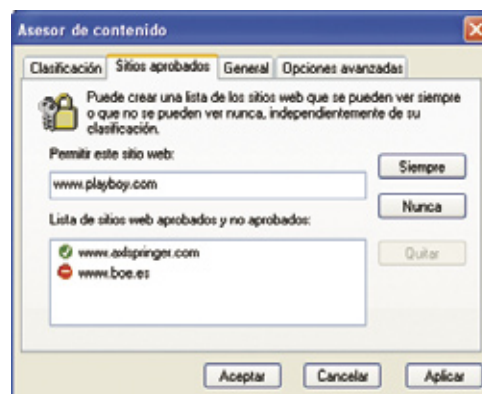 Asesor de contenido
Clasificación
Sitios aprobados
General
Opciones avanzadas
Puede crear una lista de los sitios web que se pueden ver siempre
o que no se pueden ver nunca, independientemente de su
clasificación.
Permitir este sitio web:
Siempre
www.playboy.com
Nunca
Lista de sitios web aprobados y no aprobados:
www.axlspringer.com
Quitar
www.boe.es
Aceptar
Cancelar
Aplicar